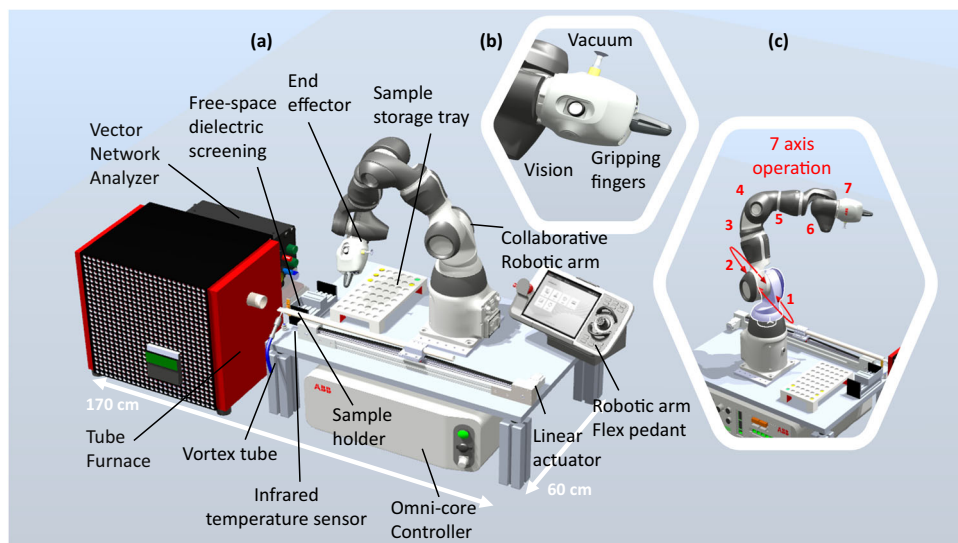 (a)
(b)
(c)
Vacuum
Vision
Gripping
fingers
7 axis
operation
4
7
3
5
6
2
1
End
effector
Sample
storage tray
Free-space
dielectric
screening
Vector
Network
Analyzer
Collaborative
Robotic arm
ABB
170 cm
60 cm
Tube
Furnace
Vortex tube
Sample
holder
Infrared
temperature sensor
Omni-core
Controller
Linear
actuator
Robotic arm
Flex pedant